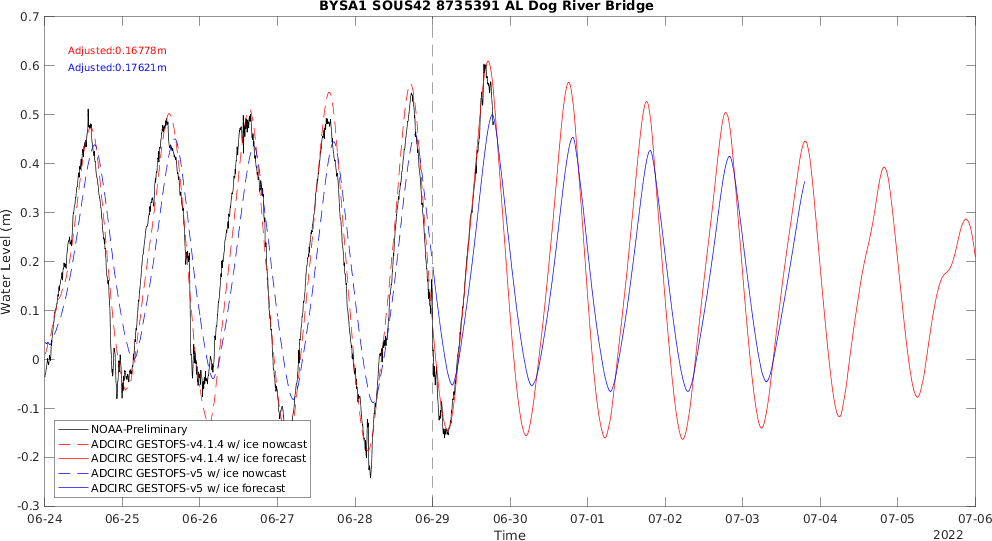 BYSA1 SOUS42 8735391 AL Dog River Bridge
0.7
0.6
0.5
0.4
0.3
0.2
0.1
0
-0.1
-0.2
-0.3
Water Level (m)
Adjusted:0.16778m
Adjusted:0.17621m
NOAA-Preliminary
ADCIRC GESTOFS-v4.1.4 w/ ice nowcast
ADCIRC GESTOFS-v4.1.4 w/ ice forecast
ADCIRC GESTOFS-v5 w/ ice nowcast
ADCIRC GESTOFS-v5 w/ ice forecast
06-24 06-25 06-26 06-27 06-28 06-29 06-30 07-01 07-02 07-03 07-04 07-05 07-06
Time
2022